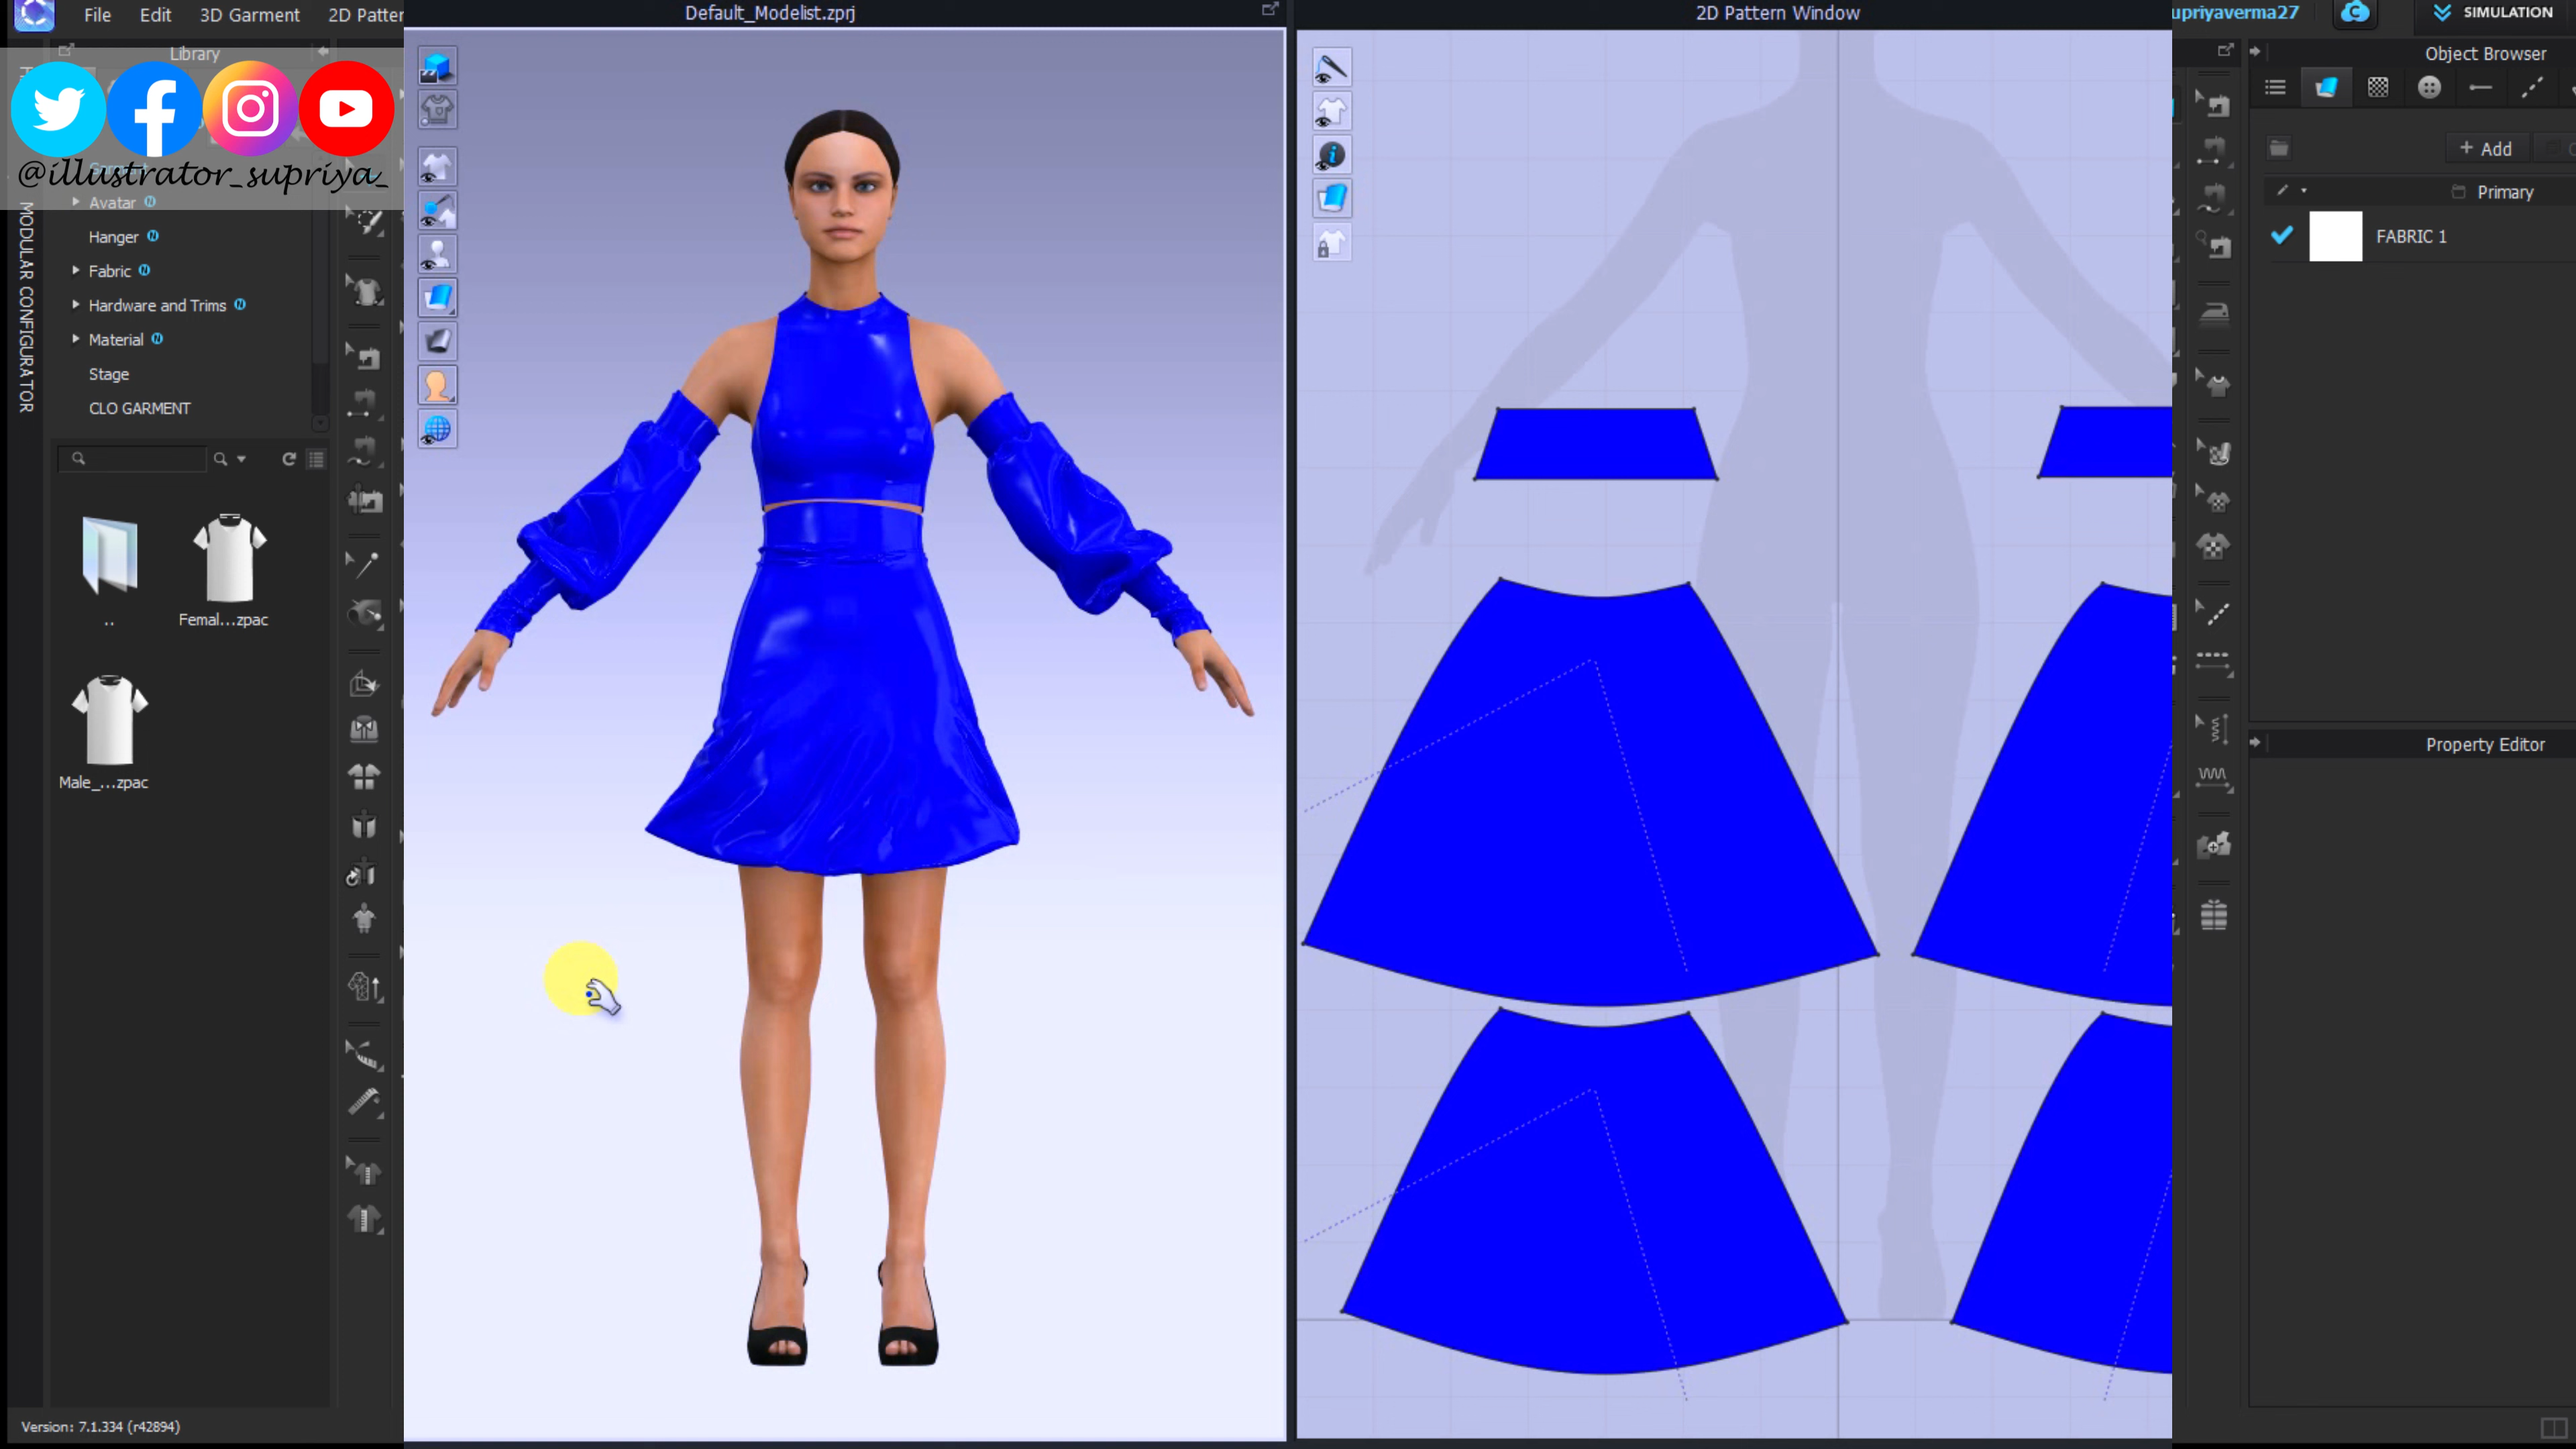 File Edit 3D Garment 2D Patter
Default_Modelist.zprj
2D Pattern Window
upriyaverma27
SIMULATION
Library
Object Browser
@illustrator_supriya_
Avatar
Hanger
Fabric
Hardware and Trims
Material
Stage
CLO GARMENT
MODULAR CONFIGURATOR
..
Femal...zpac
Male_...zpac
+ Add
Primary
FABRIC 1
Property Editor
Version: 7.1.334 (r42894)